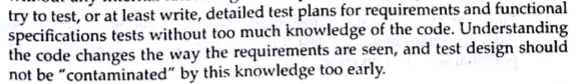 try to test, or at least write, detailed test plans for requirements and functional
specifications tests without too much knowledge of the code. Understanding
the code changes the way the requirements are seen, and test design should
not be "contaminated" by this knowledge too early.